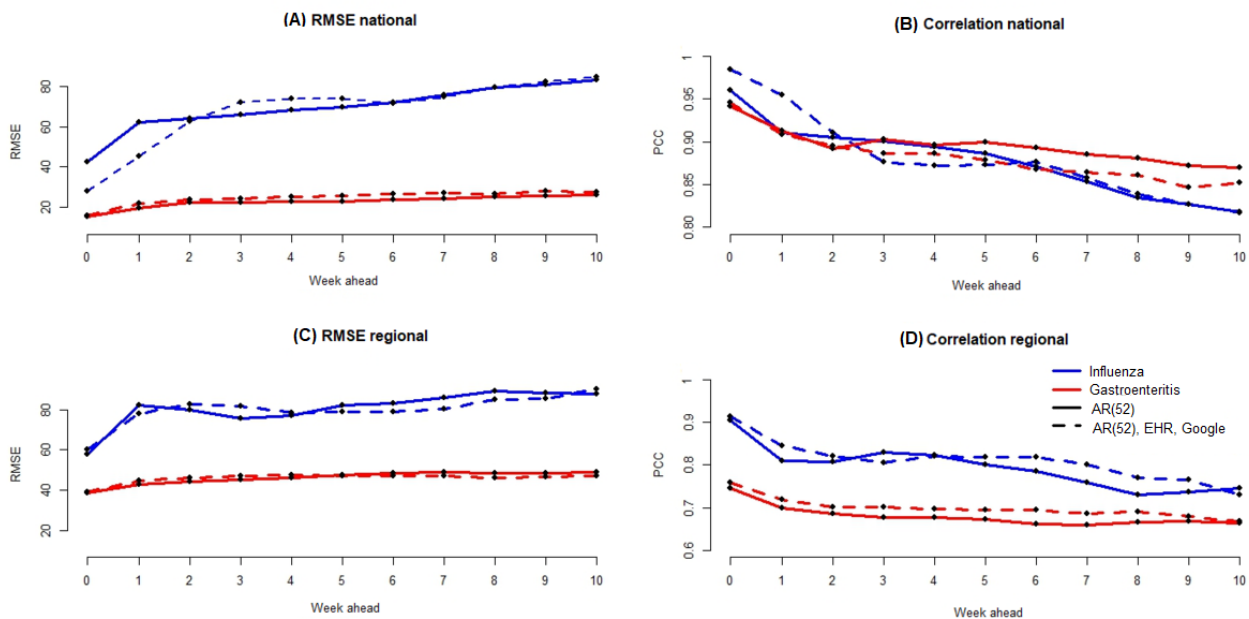 (A) RMSE national
RMSE
80
60
40
20
0 1 2 3 4 5 6 7 8 9 10
Week ahead
(B) Correlation national
PCC
1
0.95
0.90
0.85
0.80
0 1 2 3 4 5 6 7 8 9 10
Week ahead
(C) RMSE regional
RMSE
80
60
40
20
0 1 2 3 4 5 6 7 8 9 10
Week ahead
(D) Correlation regional
Influenza
Gastroenteritis
AR(52)
AR(52), EHR, Google
PCC
1
0.9
0.8
0.7
0.6
0 1 2 3 4 5 6 7 8 9 10
Week ahead